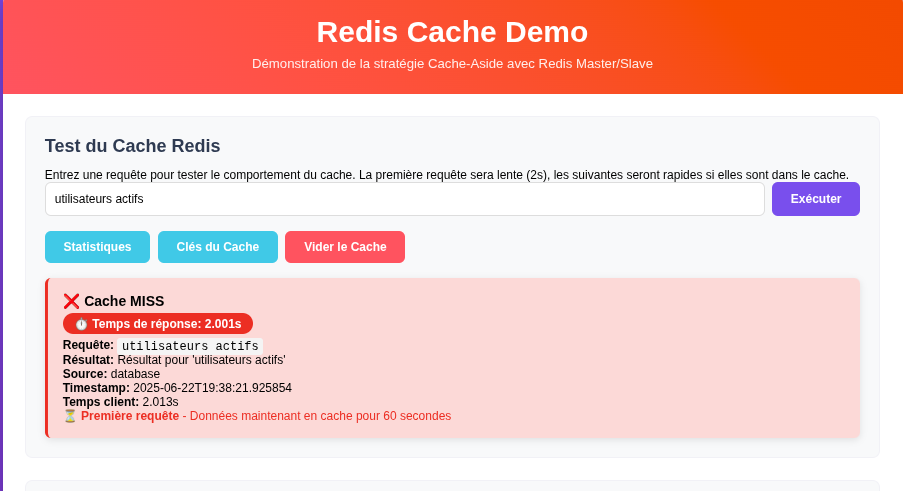 Redis Cache Demo
Démonstration de la stratégie Cache-Aside avec Redis Master/Slave
Test du Cache Redis
Entrez une requête pour tester le comportement du cache. La première requête sera lente (2s), les suivantes seront rapides si elles sont dans le cache.
utilisateurs actifs
Exécuter
Statistiques
Clés du Cache
Vider le Cache
❌ Cache MISS
⏱️ Temps de réponse: 2.001s
Requête: utilisateurs actifs
Résultat: Résultat pour 'utilisateurs actifs'
Source: database
Timestamp: 2025-06-22T19:38:21.925854
Temps client: 2.013s
⏳ Première requête - Données maintenant en cache pour 60 secondes